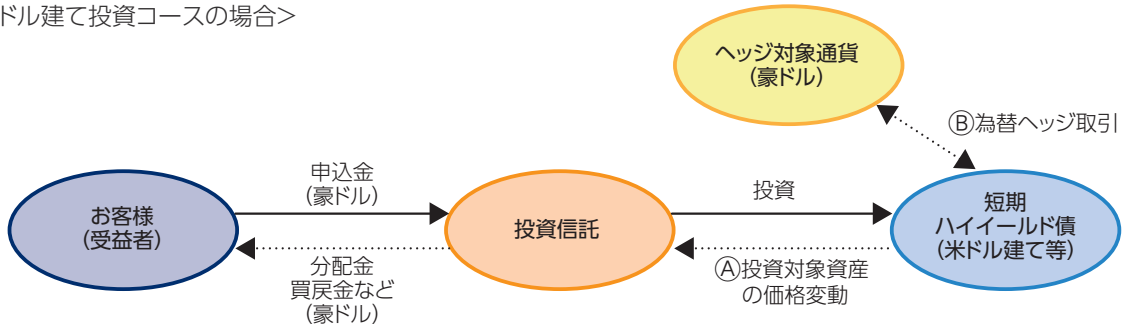 ドル建て投資コースの場合>
ヘッジ対象通貨
(豪ドル)
Ⓑ為替ヘッジ取引
申込金
(豪ドル)
投資
お客様
(受益者)
投資信託
短期
ハイイールド債
(米ドル建て等)
分配金
買戻金など
(豪ドル)
Ⓐ投資対象資産
の価格変動